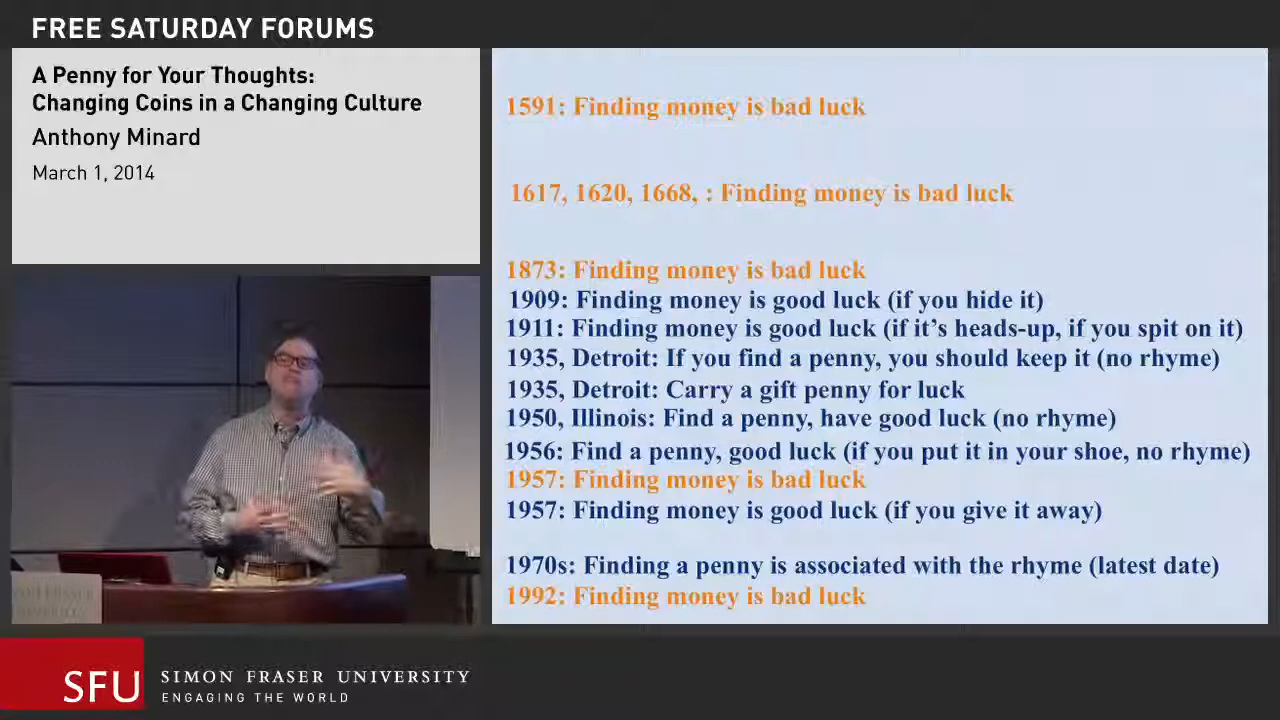 FREE SATURDAY FORUMS
A Penny for Your Thoughts:
Changing Coins in a Changing Culture
Anthony Minard
March 1, 2014
1591: Finding money is bad luck
1617, 1620, 1668, : Finding money is bad luck
1873: Finding money is bad luck
1909: Finding money is good luck (if you hide it)
1911: Finding money is good luck (if it’s heads-up, if you spit on it)
1935, Detroit: If you find a penny, you should keep it (no rhyme)
1935, Detroit: Carry a gift penny for luck
1950, Illinois: Find a penny, have good luck (no rhyme)
1956: Find a penny, good luck (if you put it in your shoe, no rhyme)
1957: Finding money is bad luck
1957: Finding money is good luck (if you give it away)
1970s: Finding a penny is associated with the rhyme (latest date)
1992: Finding money is bad luck
SFU
SIMON FRASER UNIVERSITY
ENGAGING THE WORLD